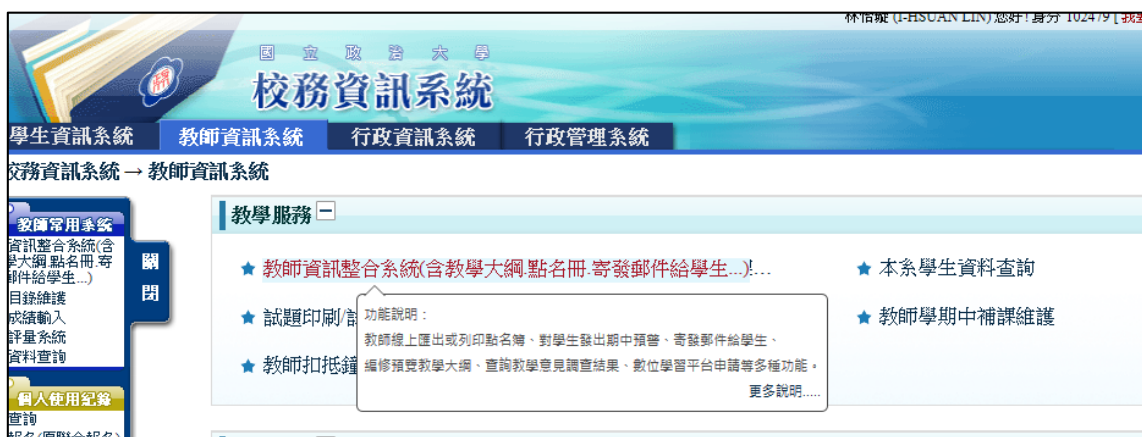 (I-HSUAN LIN) 您好! 身分 102479 [
國立政治大學
校務資訊系統
學生資訊系統 教師資訊系統 行政資訊系統 行政管理系統
校務資訊系統 → 教師資訊系統
教師常用系統
資訊整合系統(含
學大綱.點名冊.寄
郵件給學生...)
目錄維護
成績輸入
評量系統
資料查詢
關閉
個人使用紀錄
查詢
教學服務
★ 教師資訊整合系統(含教學大綱.點名冊.寄發郵件給學生...)!... ★ 本系學生資料查詢
★ 試題印刷/ ★ 教師學期中補課維護
★ 教師扣抵鐘
功能說明：
教師線上匯出或列印點名簿、對學生發出期中預警、寄發郵件給學生、
編修預覽教學大綱、查詢教學意見調查結果、數位學習平台申請等多種功能。
更多說明.....